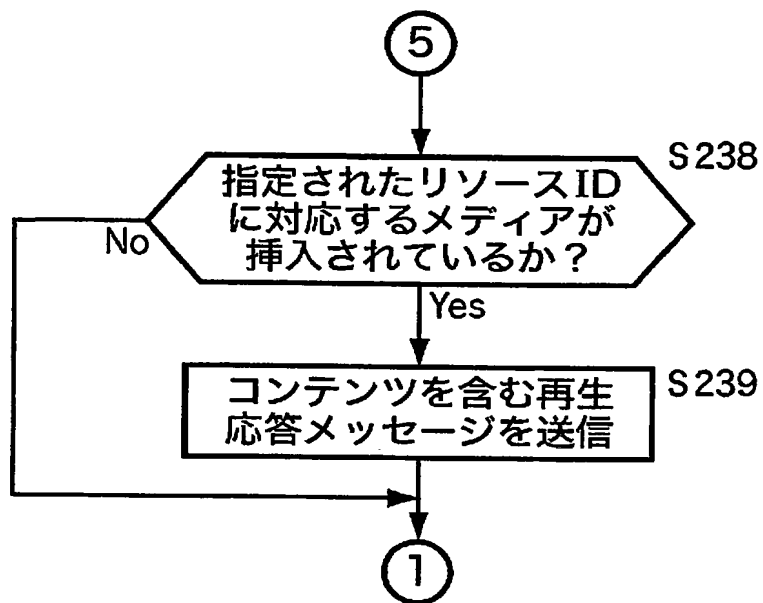 5
S238
指定されたリソースID
に対応するメディアが
挿入されているか？
No
Yes
S239
コンテンツを含む再生
応答メッセージを送信
1